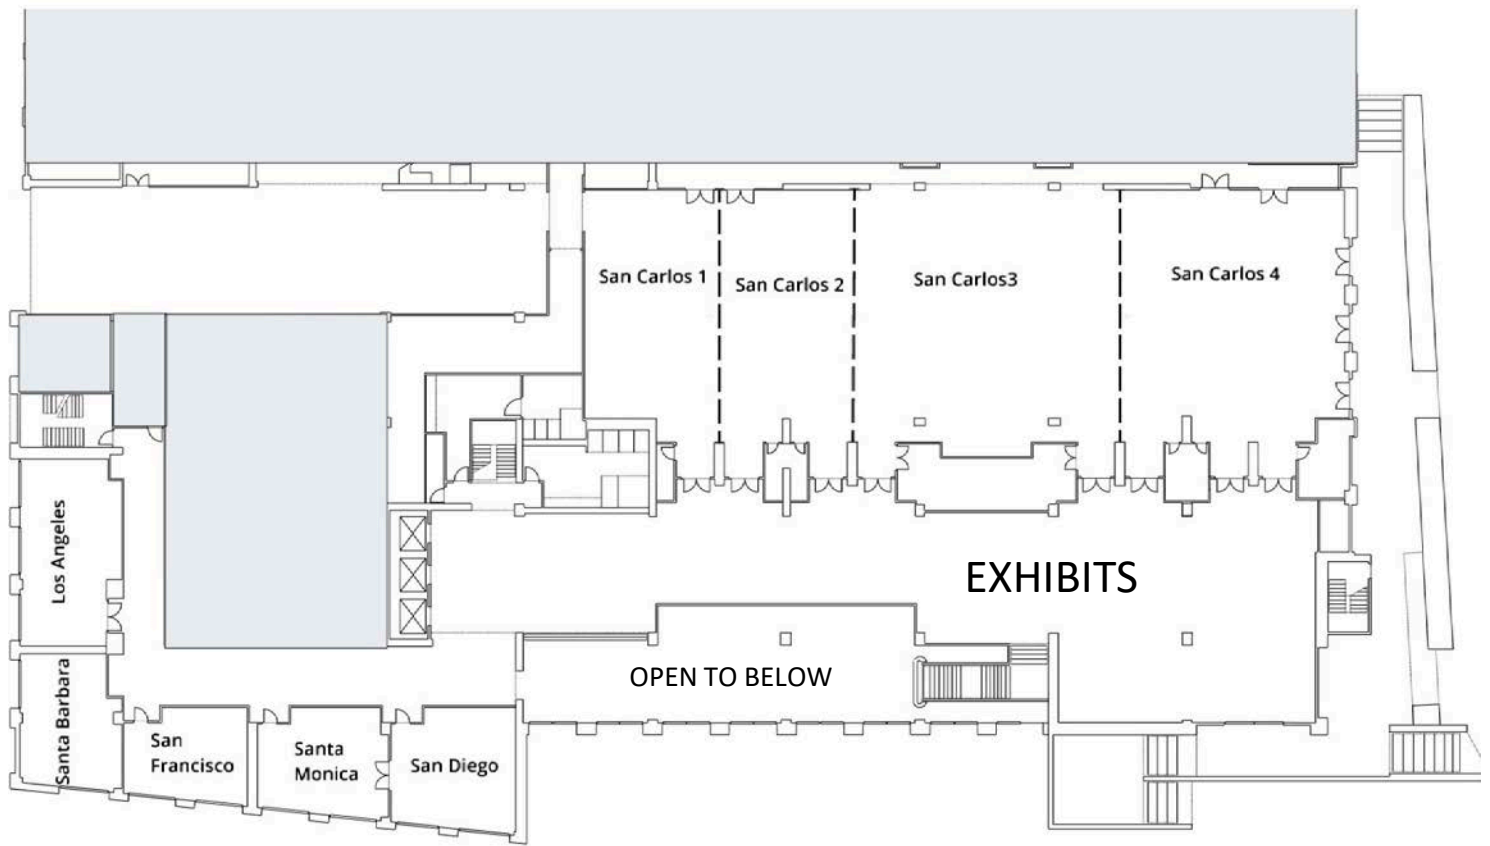 San Carlos 1
San Carlos 2
San Carlos3
San Carlos 4
Los Angeles
EXHIBITS
OPEN TO BELOW
Santa Barbara
San
Francisco
Santa
Monica
San Diego